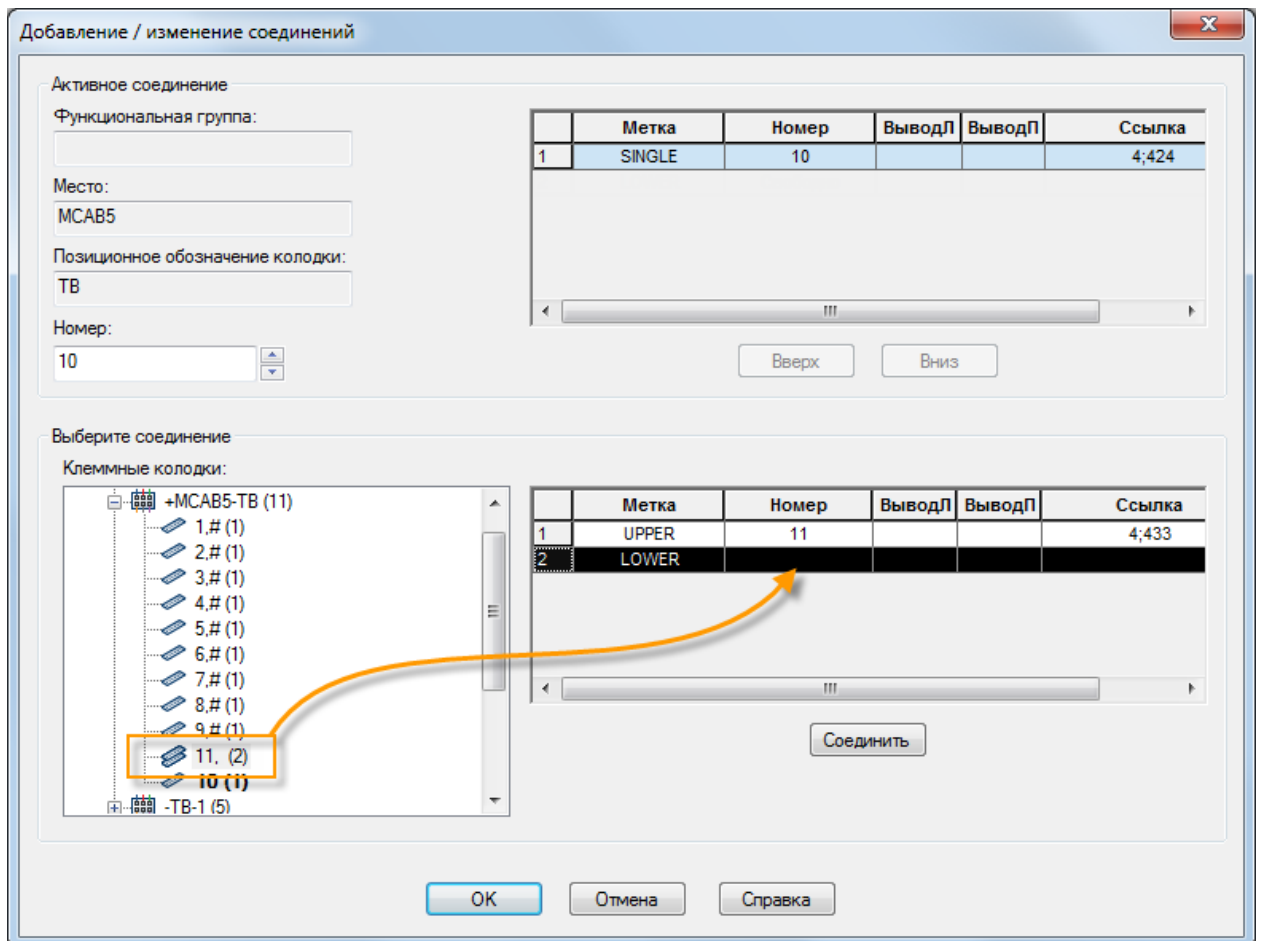 Добавление / изменение соединений
Активное соединение
Функциональная группа:
Место:
MCAB5
Позиционное обозначение колодки:
ТВ
Номер:
10
Метка Номер ВыводЛ ВыводП Ссылка
1 SINGLE 10 4;424
Вверх Вниз
Выберите соединение
Клеммные колодки:
+MCAB5-ТВ (11)
1,# (1)
2,# (1)
3,# (1)
4,# (1)
5,# (1)
6,# (1)
7,# (1)
8,# (1)
9,# (1)
11, (2)
10 (1)
-ТВ-1 (5)
Метка Номер ВыводЛ ВыводП Ссылка
1 UPPER 11 4;433
2 LOWER
Соединить
OK Отмена Справка